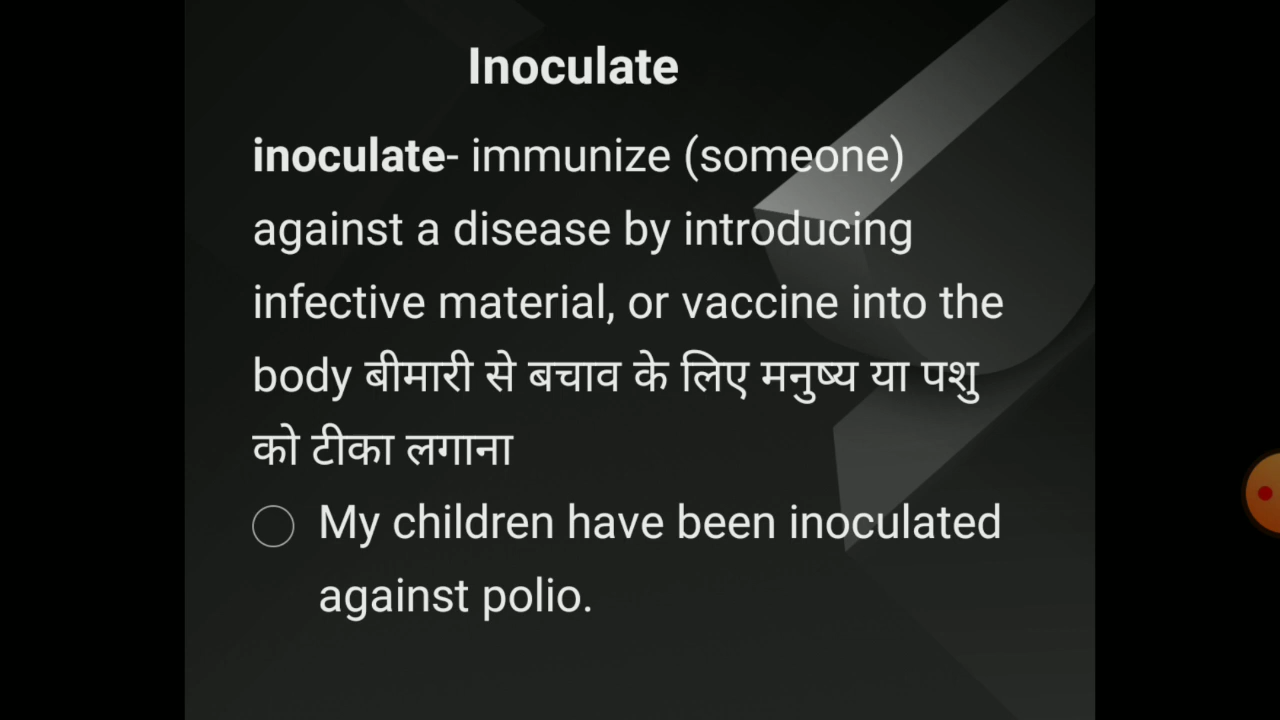 Inoculate
inoculate- immunize (someone)
against a disease by introducing
infective material, or vaccine into the
body बीमारी से बचाव के लिए मनुष्य या पशु
को टीका लगाना
My children have been inoculated
against polio.